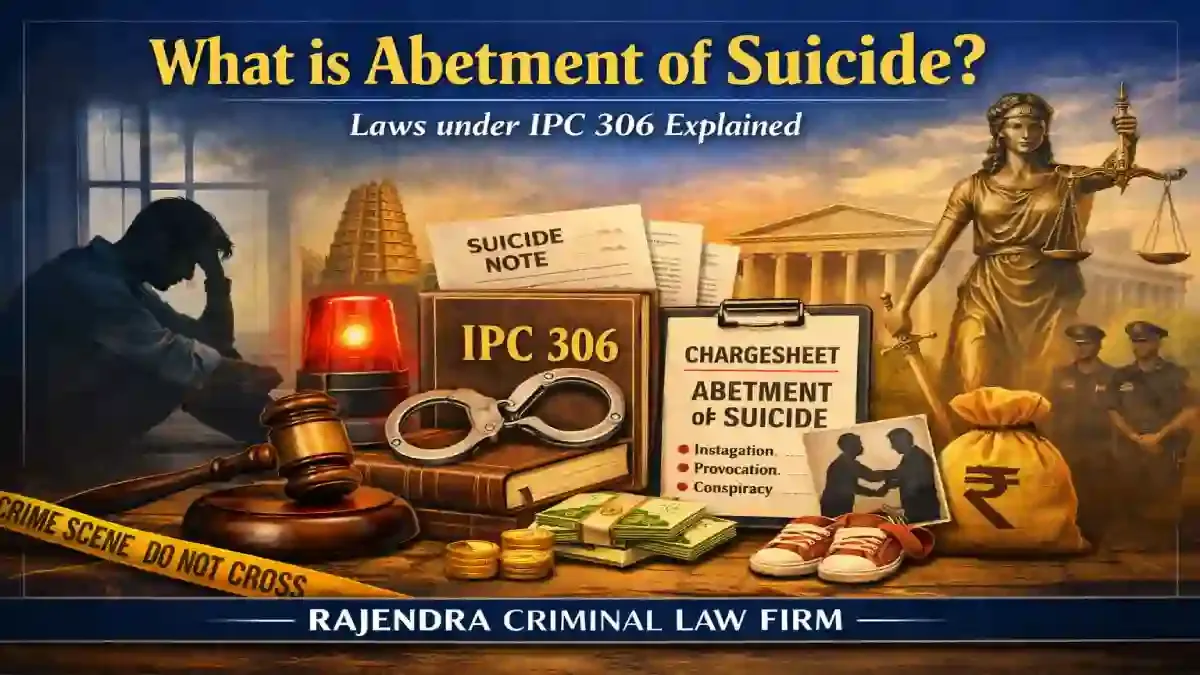 What is Abetment of Suicide?
Laws under IPC 306 Explained
SUICIDE
NOTE
IPC 306
CHARGESHEET
ABETMENT
of SUICIDE
Instagation.
Provocation.
Conspiracy
₹
CRIME SCENE DO NOT CROSS
RAJENDRA CRIMINAL LAW FIRM